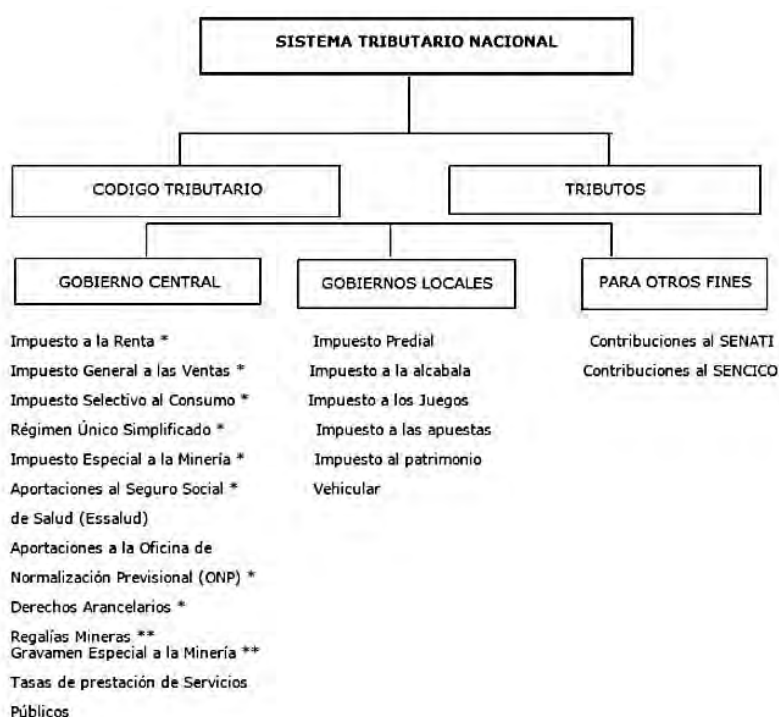 SISTEMA TRIBUTARIO NACIONAL
CODIGO TRIBUTARIO
TRIBUTOS
GOBIERNO CENTRAL
GOBIERNOS LOCALES
PARA OTROS FINES
Impuesto a la Renta *
Impuesto General a las Ventas *
Impuesto Selectivo al Consumo *
Régimen Único Simplificado *
Impuesto Especial a la Minería *
Aportaciones al Seguro Social *
de Salud (Essalud)
Aportaciones a la Oficina de
Normalización Previsional (ONP) *
Derechos Arancelarios *
Regalías Mineras **
Gravamen Especial a la Minería **
Tasas de prestación de Servicios
Públicos
Impuesto Predial
Impuesto a la alcabala
Impuesto a los Juegos
Impuesto a las apuestas
Impuesto al patrimonio
Vehicular
Contribuciones al SENATI
Contribuciones al SENCICO